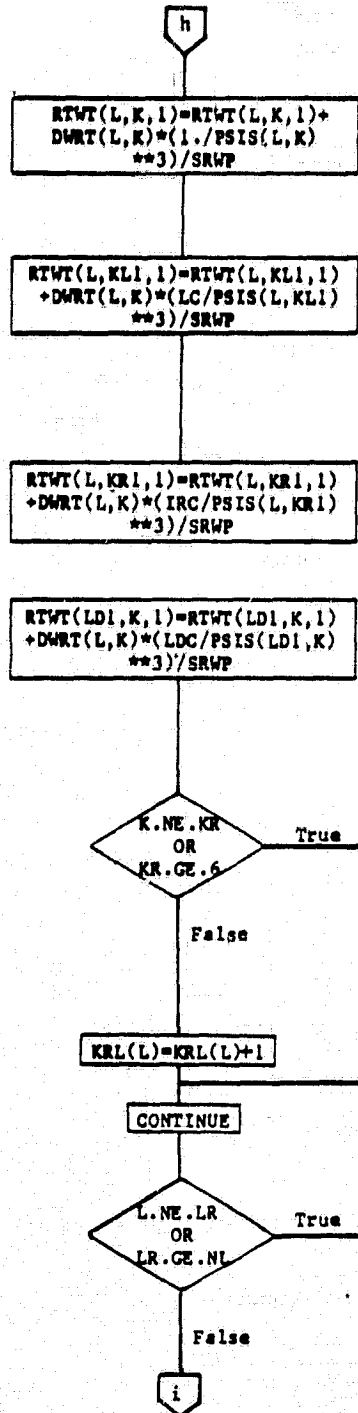 h
RTWT(L,K,1)=RTWT(L,K,1)+
DWRT(L,K)*(1./PSIS(L,K)
**3)/SRWP
RTWT(L,KL1,1)=RTWT(L,KL1,1)
+DWRT(L,K)*(LC/PSIS(L,KL1)
**3)/SRWP
RTWT(L,KR1,1)=RTWT(L,KR1,1)
+DWRT(L,K)*(IRC/PSIS(L,KR1)
**3)/SRWP
RTWT(LD1,K,1)=RTWT(LD1,K,1)
+DWRT(L,K)*(LDC/PSIS(LD1,K)
**3)/SRWP
K.NE.KR
OR
KR.GE.6
True
False
KRL(L)=KRL(L)+1
CONTINUE
L.NE.LR
OR
LR.GE.NL
True
False
i